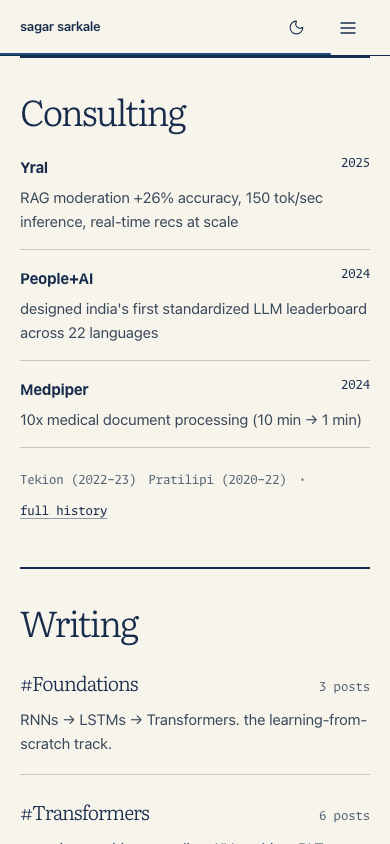 sagar sarkale
Consulting
Yral 2025
RAG moderation +26% accuracy, 150 tok/sec
inference, real-time recs at scale
People+AI 2024
designed india's first standardized LLM leaderboard
across 22 languages
Medpiper 2024
10x medical document processing (10 min → 1 min)
Tekion (2022–23) Pratilipi (2020–22) ·
full history
Writing
#Foundations 3 posts
RNNs → LSTMs → Transformers. the learning-from-
scratch track.
#Transformers 6 posts